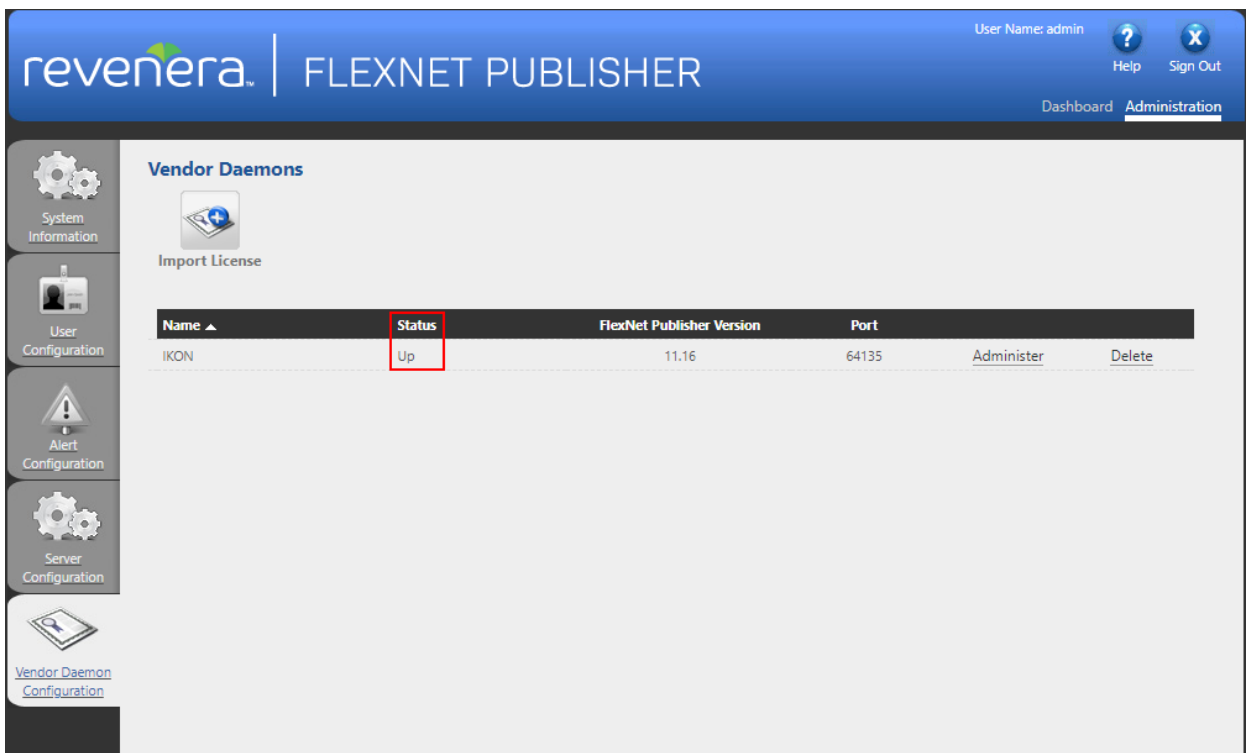 User Name: admin
? X
Help Sign Out
revenera™ FLEXNET PUBLISHER
Dashboard Administration
System
Information
User
Configuration
Alert
Configuration
Server
Configuration
Vendor Daemon
Configuration
Vendor Daemons
Import License
Name Status FlexNet Publisher Version Port
IKON Up 11.16 64135 Administer Delete